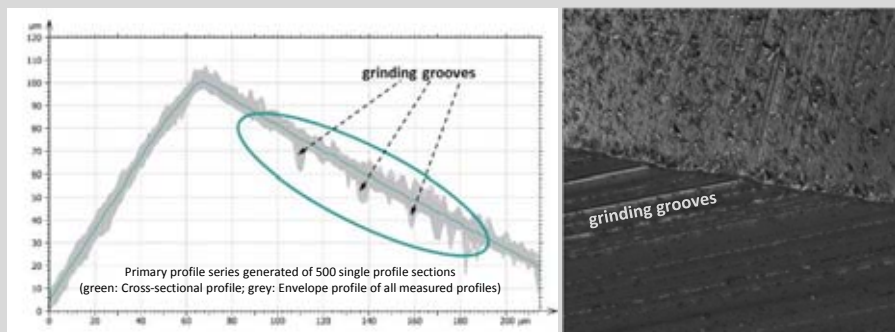 µm
120
110
100
90
80
70
60
50
40
30
20
10
0
grinding grooves
Primary profile series generated of 500 single profile sections
(green: Cross-sectional profile; grey: Envelope profile of all measured profiles)
0 20 40 60 80 100 120 140 160 180 200 µm
grinding grooves